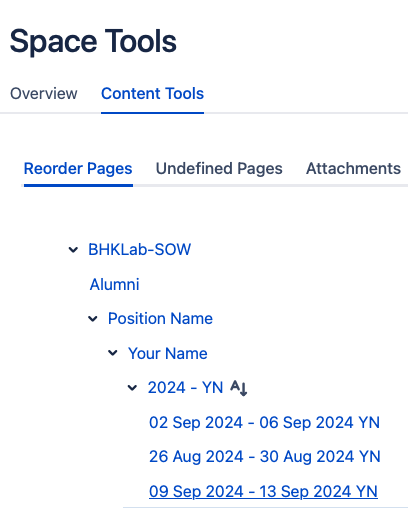 Space Tools
Overview Content Tools
Reorder Pages Undefined Pages Attachments
BHKLab-SOW
Alumni
Position Name
Your Name
2024 - YN
02 Sep 2024 - 06 Sep 2024 YN
26 Aug 2024 - 30 Aug 2024 YN
09 Sep 2024 - 13 Sep 2024 YN